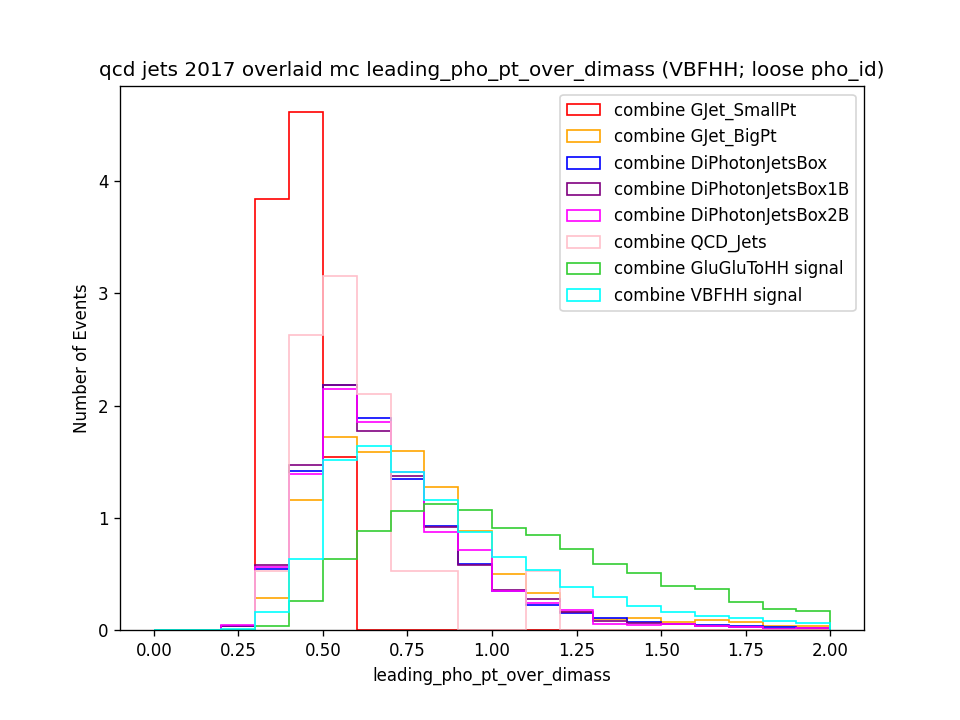 qcd jets 2017 overlaid mc leading_pho_pt_over_dimass (VBFHH; loose pho_id)
combine GJet_SmallPt
combine GJet_BigPt
combine DiPhotonJetsBox
combine DiPhotonJetsBox1B
combine DiPhotonJetsBox2B
combine QCD_Jets
combine GluGluToHH signal
combine VBFHH signal
Number of Events
4
3
2
1
0
0.00 0.25 0.50 0.75 1.00 1.25 1.50 1.75 2.00
leading_pho_pt_over_dimass